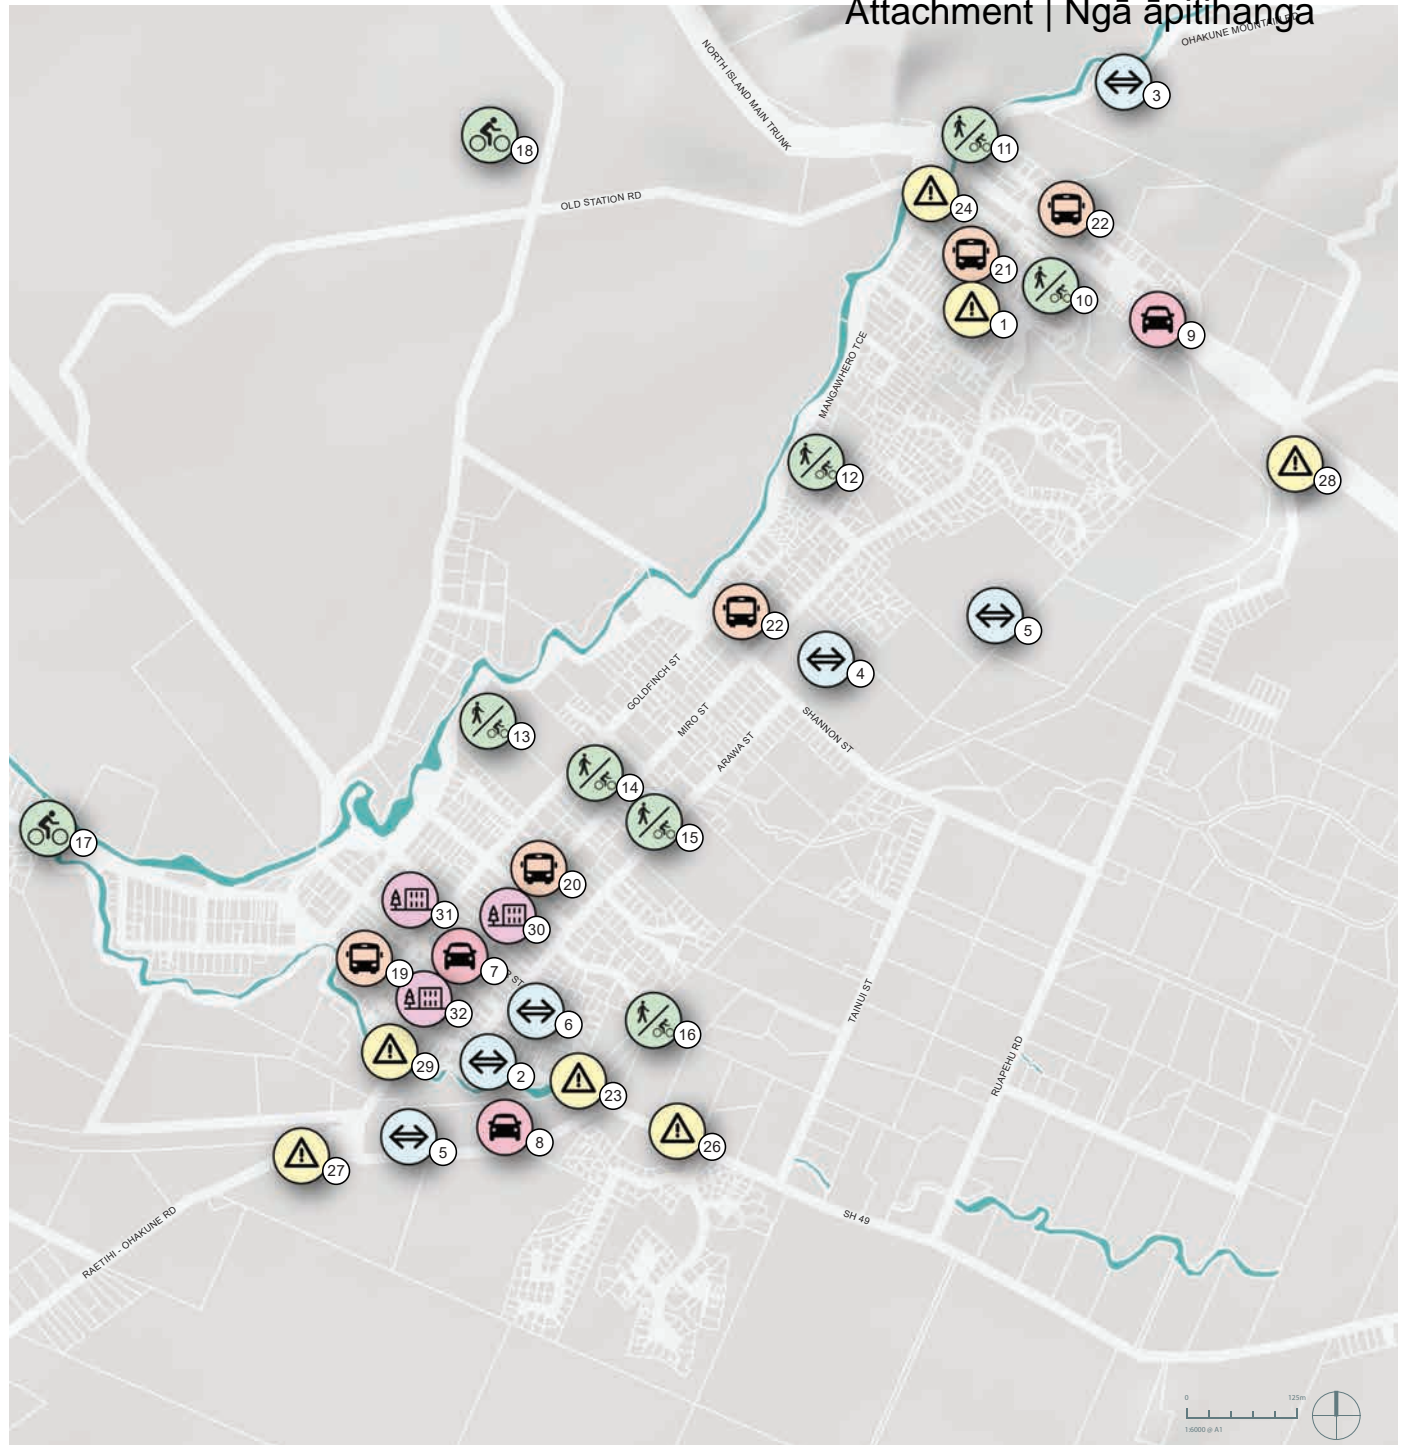 Attachment | Ngā āpitihanga
OHAKUNE MOUNTAIN RD
NORTH ISLAND MAIN TRUNK
3
11
18
OLD STATION RD
24
22
21
10
1
9
MANGAWHERO TCE
12
28
22
5
4
GOLDFINCH ST
MIRO ST
SHANNON ST
13
ARAWA ST
14
15
17
20
31
30
19
7
ST
32
TAINUI ST
6
16
29
2
RUAPEHU RD
23
5
8
26
27
SH 49
RAETIHI - OHAKUNE RD
0 125m
1:6000 @ A1